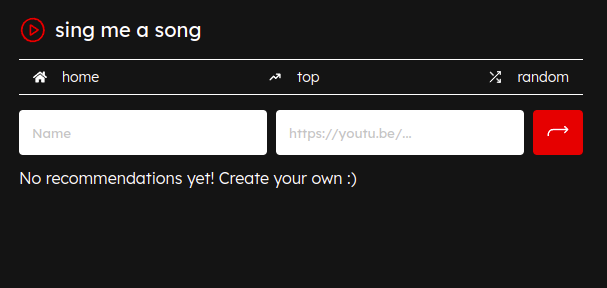 sing me a song
home top random
Name https://youtu.be/...
No recommendations yet! Create your own :)